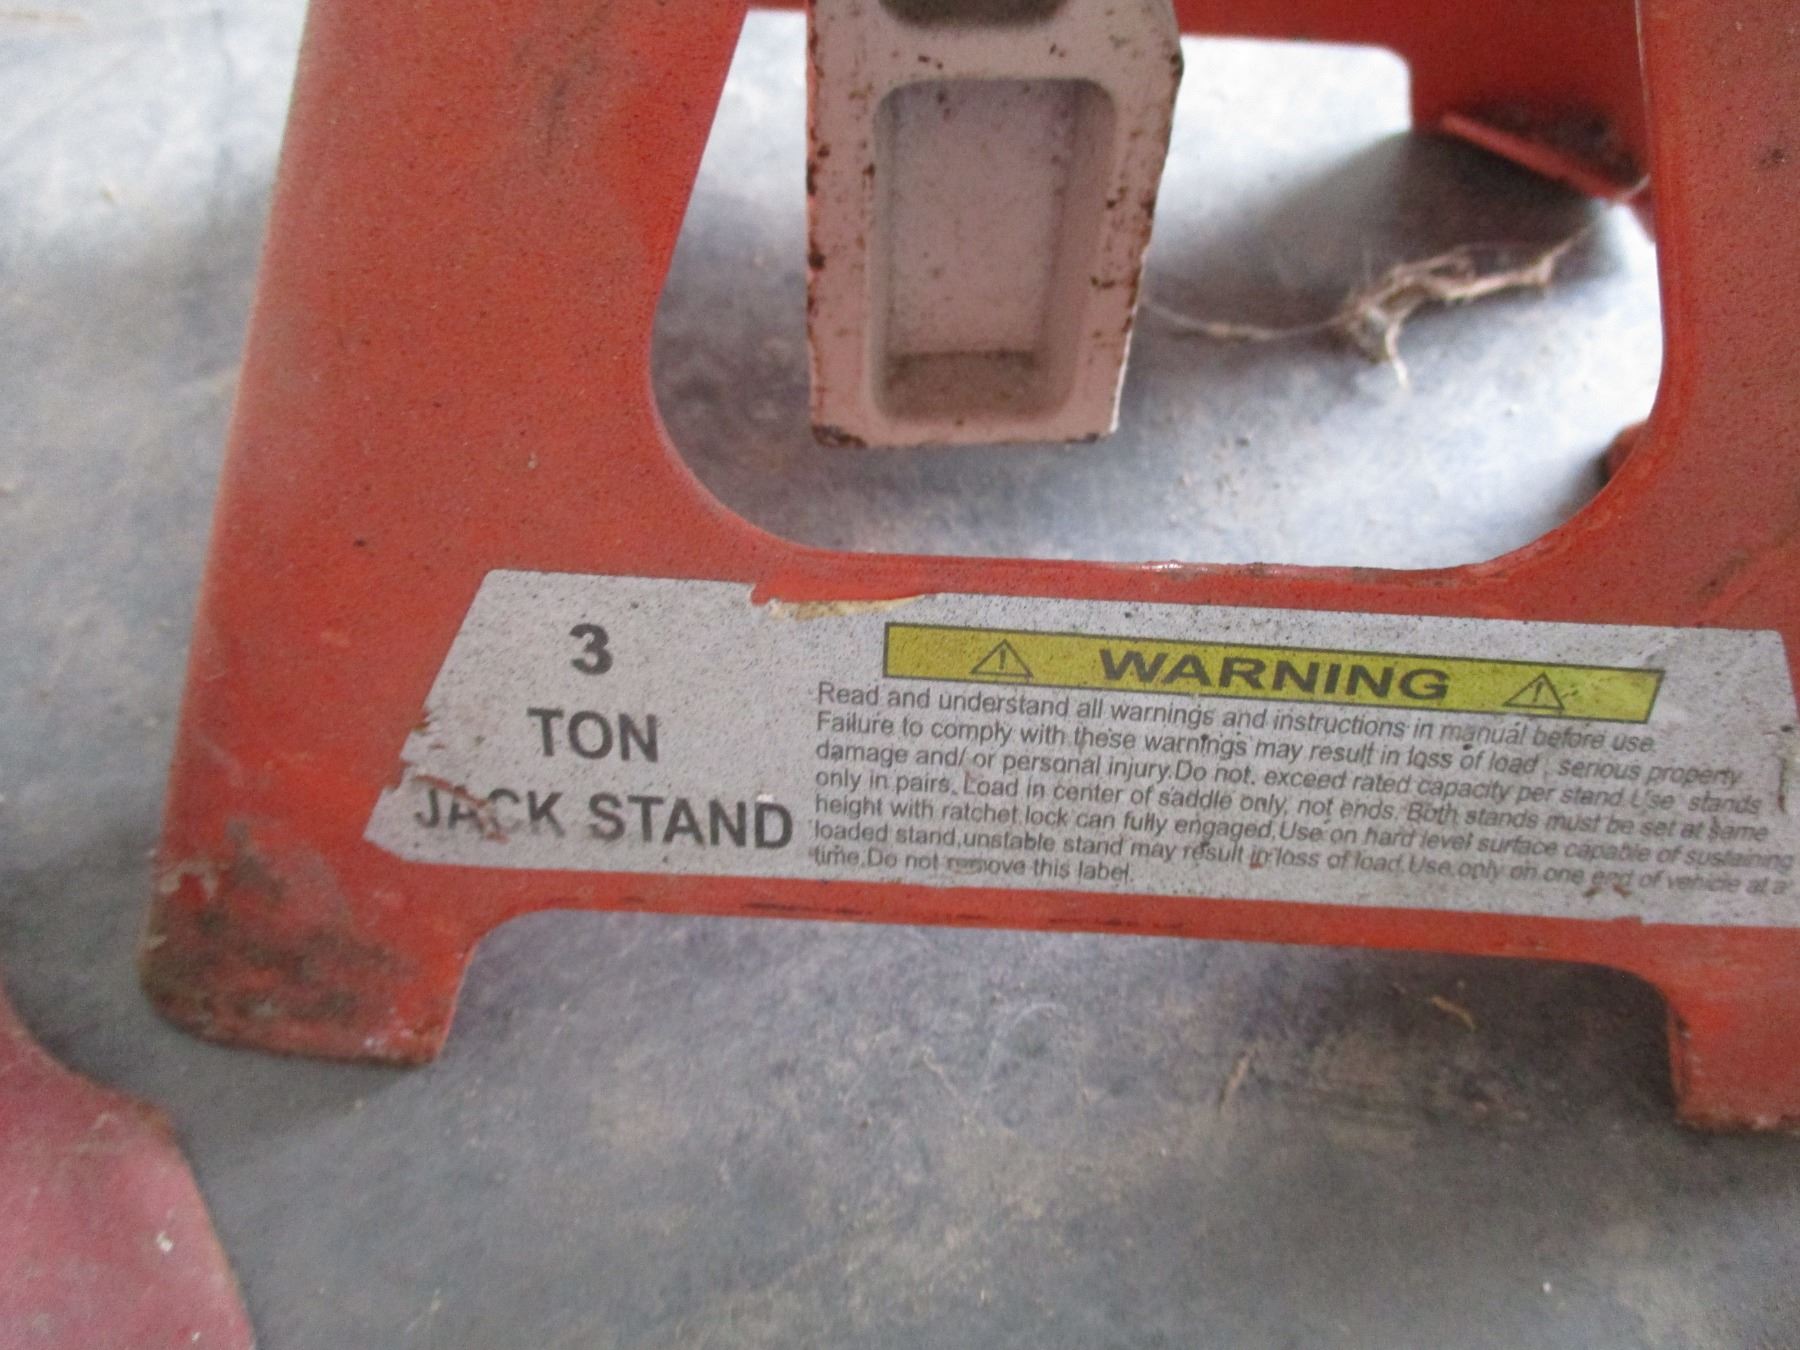 3
TON
JACK STAND
WARNING
Read and understand all warnings and instructions in manual before use.
Failure to comply with these warnings may result in loss of load , serious property
damage and/ or personal injury.Do not. exceed rated capacity per stand.Use stands
only in pairs. Load in center of saddle only, not ends. Both stands must be set at same
height with ratchet lock can fully engaged.Use on hard level surface capable of sustaining
loaded stand,unstable stand may result in loss of load.Use only on one end of vehicle at a
time.Do not remove this label.